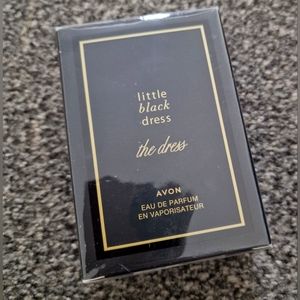 little
black
dress
the dress
AVON
EAU DE PARFUM
EN VAPORISATEUR